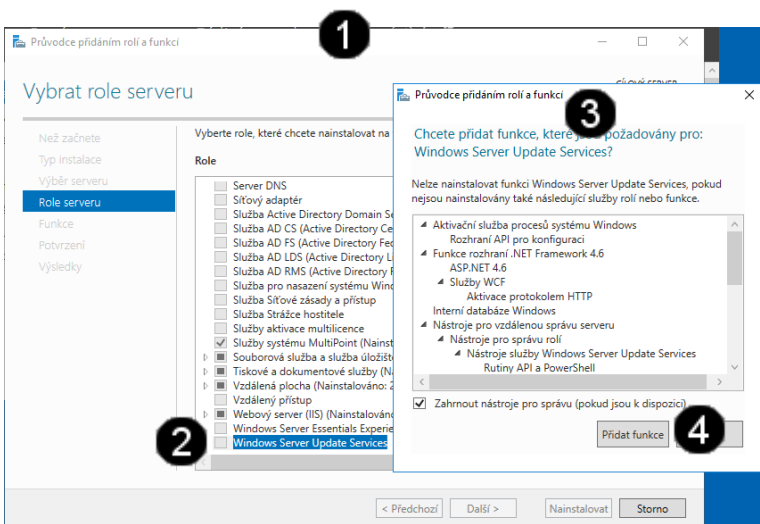 1
Průvodce přidáním rolí a funkcí
Vybrat role serveru
CÍLOVÝ SERVER
Než začnete
Typ instalace
Výběr serveru
Role serveru
Funkce
Potvrzení
Výsledky
Vyberte role, které chcete nainstalovat na
Role
Server DNS
Síťový adaptér
Služba Active Directory Domain
Služba AD CS (Active Directory
Služba AD FS (Active Directory
Služba AD LDS (Active Directory
Služba AD RMS (Active Directory
Služba pro nasazení systému
Služba Síťové zásady a přístup
Služba Strážce hostitele
Služby aktivace multilicence
Služby systému MultiPoint
Souborová služba a služba
Tiskové a dokumentové služby
Vzdálená plocha (Nainstalováno: 2
Vzdálený přístup
Webový server (IIS) (Nainstalováno
Windows Server Essentials
2
Windows Server Update Services
< Předchozí
Další >
Nainstalovat
Storno
Průvodce přidáním rolí a funkcí
3
Chcete přidat funkce, které požadovány pro:
Windows Server Update Services?
Nelze nainstalovat funkci Windows Server Update Services, pokud
nejsou nainstalovány také následující služby rolí nebo funkce.
Aktivační služba procesů systému Windows
Rozhraní API pro konfiguraci
Funkce rozhraní .NET Framework 4.6
ASP.NET 4.6
Služby WCF
Aktivace protokolem HTTP
Interní databáze Windows
Nástroje pro vzdálenou správu serveru
Nástroje pro správu rolí
Nástroje služby Windows Server Update Services
Rutiny API a PowerShell
Zahrnout nástroje pro správu (pokud jsou k dispozici)
Přidat funkce
4